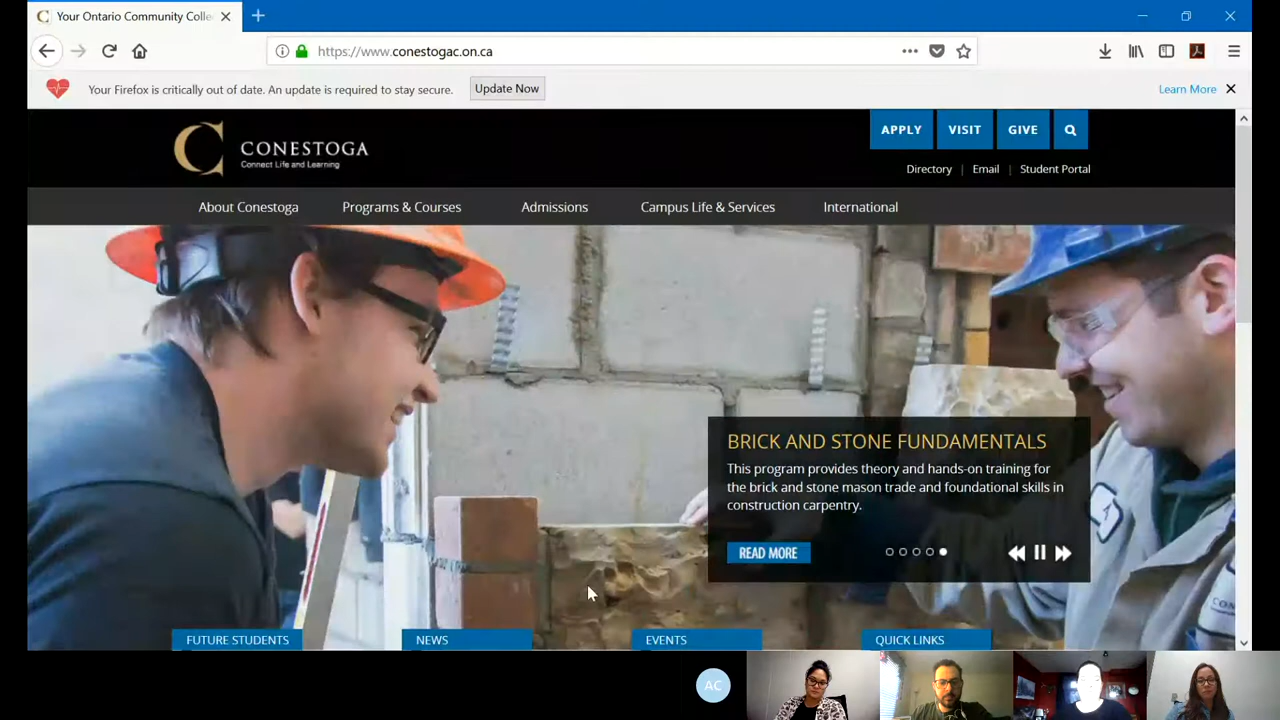 Your Ontario Community Colle
https://www.conestogac.on.ca
Your Firefox is critically out of date. An update is required to stay secure.
Update Now
Learn More
CONESTOGA
Connect Life and Learning
APPLY
VISIT
GIVE
Directory | Email | Student Portal
About Conestoga
Programs & Courses
Admissions
Campus Life & Services
International
BRICK AND STONE FUNDAMENTALS
This program provides theory and hands-on training for
the brick and stone mason trade and foundational skills in
construction carpentry.
READ MORE
FUTURE STUDENTS
NEWS
EVENTS
QUICK LINKS
AC